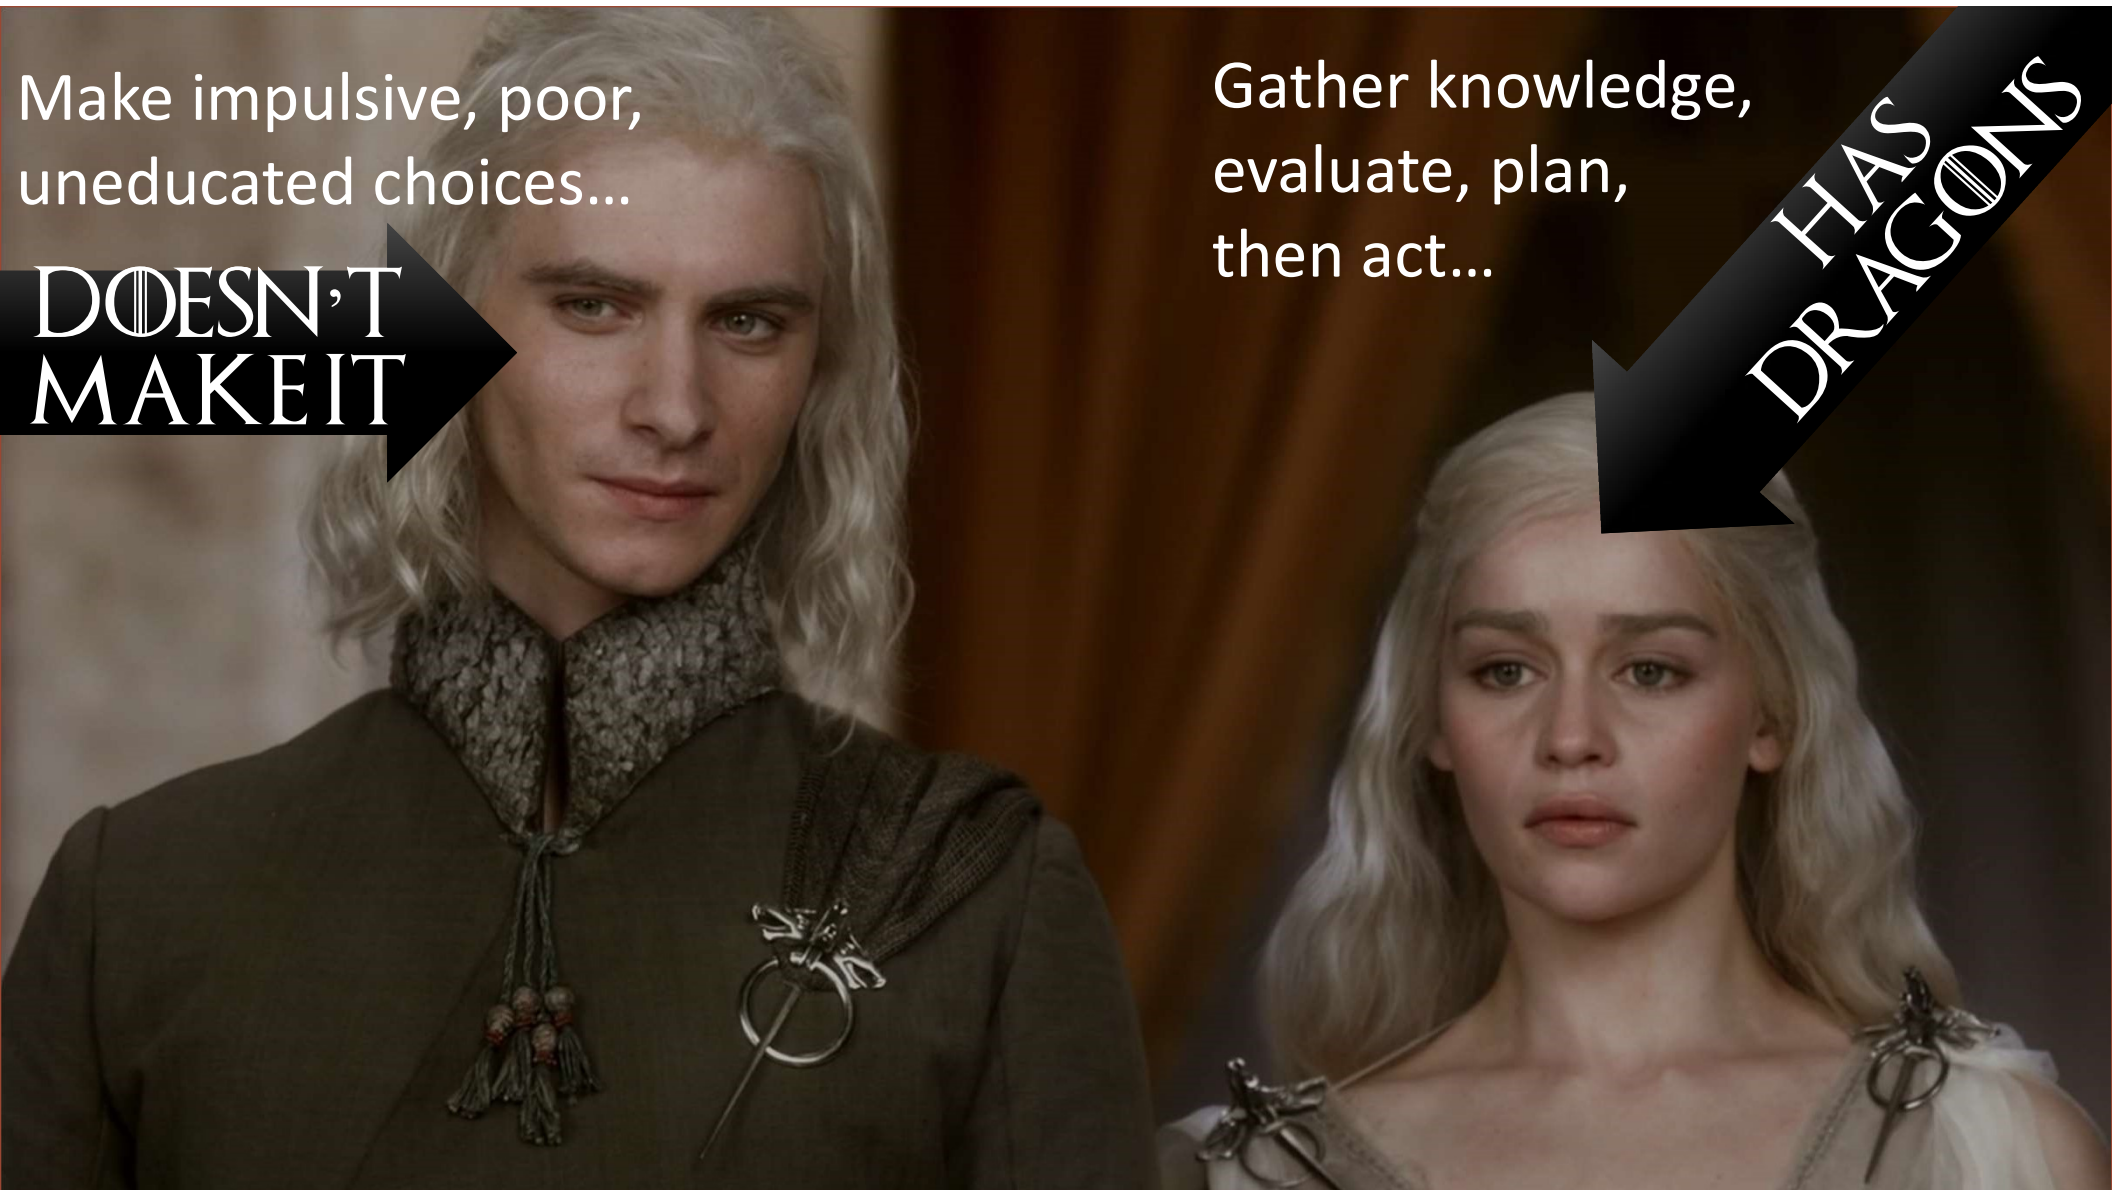 Make impulsive, poor,
uneducated choices…
DOESN'T
MAKE IT
Gather knowledge,
evaluate, plan,
then act…
HAS
DRAGONS